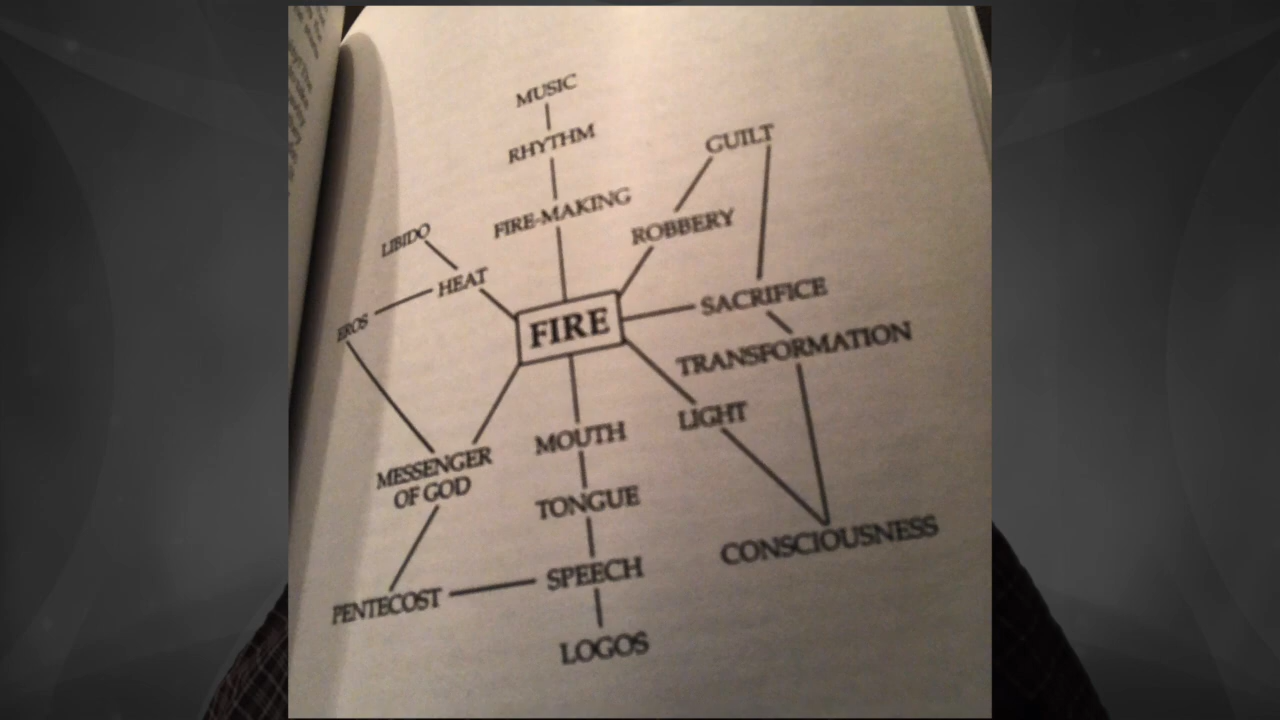 MUSIC
RHYTHM
GUILT
FIRE-MAKING
ROBBERY
LIBIDO
HEAT
SACRIFICE
EROS
FIRE
TRANSFORMATION
LIGHT
MOUTH
MESSENGER
OF GOD
TONGUE
CONSCIOUSNESS
SPEECH
PENTECOST
LOGOS